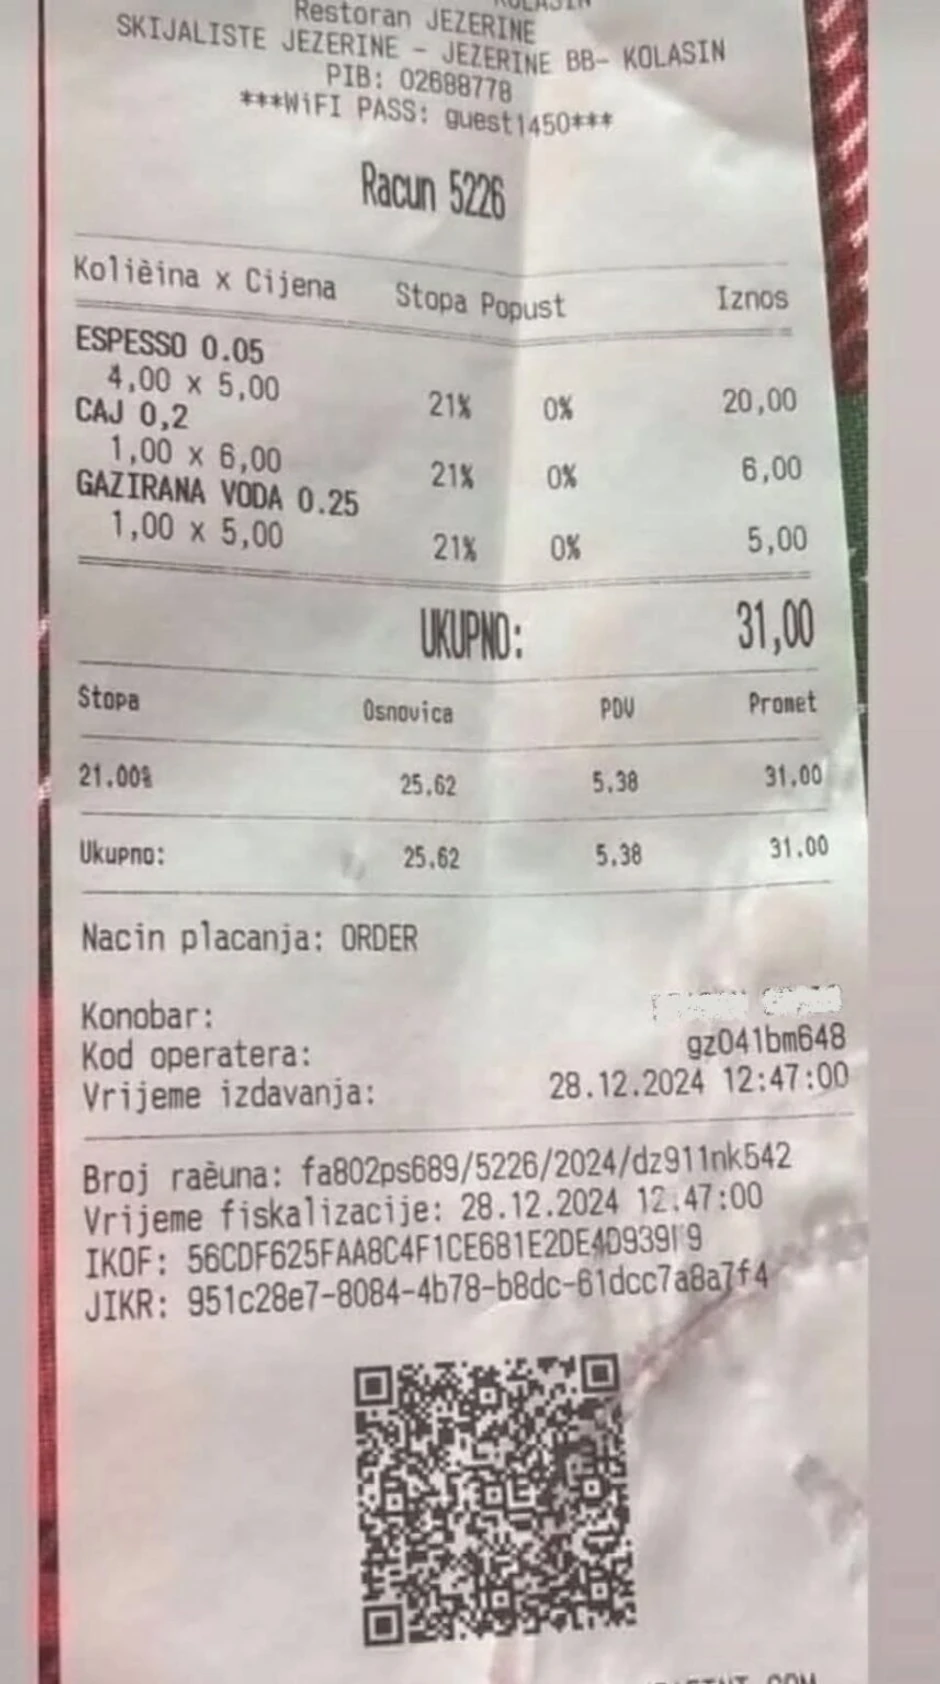 KOLASIN
Restoran JEZERINE
SKIJALISTE JEZERINE - JEZERINE BB- KOLASIN
PIB: 02688778
***WiFI PASS: guest1450***
Racun 5226
Kolièina x Cijena Stopa Popust Iznos
ESPESSO 0.05
4,00 x 5,00 21% 0% 20,00
CAJ 0,2
1,00 x 6,00 21% 0% 6,00
GAZIRANA VODA 0.25
1,00 x 5,00 21% 0% 5,00
UKUPNO: 31,00
Stopa Osnovica PDV Promet
21.00% 25.62 5.38 31.00
Ukupno: 25.62 5.38 31.00
Nacin placanja: ORDER
Konobar:
Kod operatera: gz041bm648
Vrijeme izdavanja: 28.12.2024 12:47:00
Broj raèuna: fa802ps689/5226/2024/dz911nk542
Vrijeme fiskalizacije: 28.12.2024 12:47:00
IKOF:
JIKR: 951c28e7-8084-4b78-b8dc-61dcc7a8a7f4